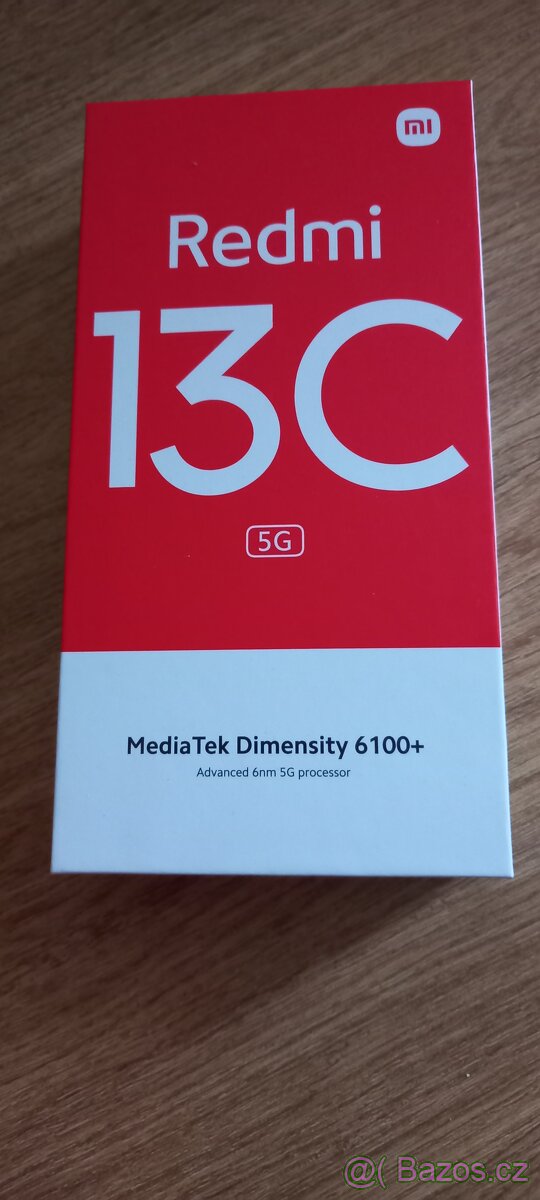 mi
Redmi
13C
5G
MediaTek Dimensity 6100+
Advanced 6nm 5G processor
@( Bazos.cz